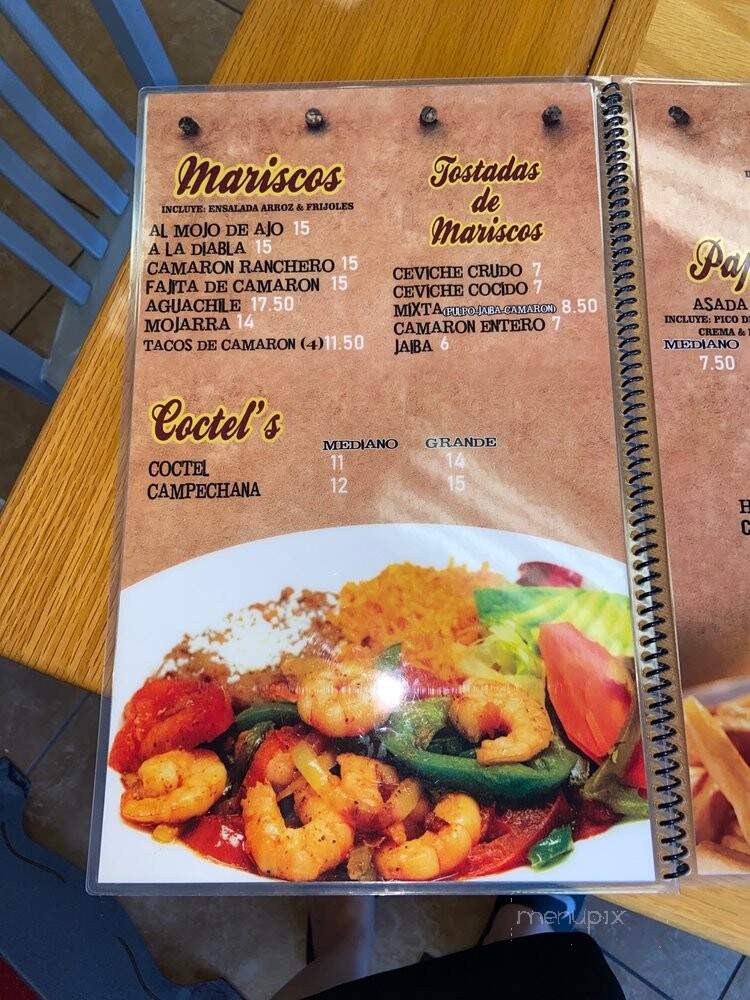 Mariscos
INCLUYE: ENSALADA ARROZ & FRIJOLES
AL MOJO DE AJO 15
A LA DIABLA 15
CAMARON RANCHERO 15
FAJITA DE CAMARON 15
AGUACHILE 17.50
MOJARRA 14
TACOS DE CAMARON (4) 11.50
Tostadas
de
Mariscos
CEVICHE CRUDO 7
CEVICHE COCIDO 7
MIXTA (PULPO-JAIBA-CAMARON) 8.50
CAMARON ENTERO 7
JAIBA 6
Coctel's
MEDIANO GRANDE
COCTEL 11 14
CAMPECHANA 12 15
ASADA
INCLUYE: PICO
CREMA &
MEDIANO
7.50
menupix